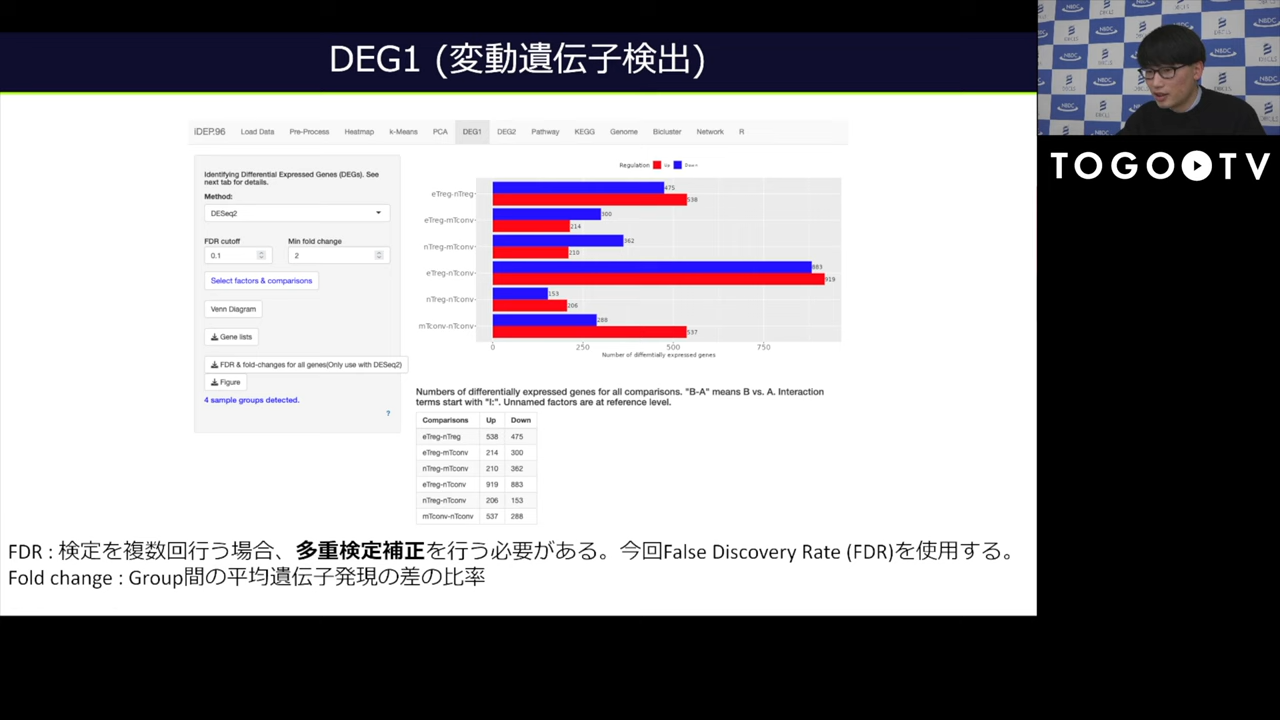 DEG1 (変動遺伝子検出)
iDEP.96 Load Data Pre-Process Heatmap k-Means PCA DEG1 DEG2 Pathway KEGG Genome Bicluster Network R
Identifying Differential Expressed Genes (DEGs). See
next tab for details.
Method:
DESeq2
FDR cutoff Min fold change
0.1 2
Select factors & comparisons
Venn Diagram
Gene lists
FDR & fold-changes for all genes(Only use with DESeq2)
Figure
4 sample groups detected.
?
Regulation Up Down
eTreg-nTreg 475
538
eTreg-mTconv 300
214
nTreg-mTconv 362
210
eTreg-nTconv 883
919
nTreg-nTconv 153
206
mTconv-nTconv 288
537
0 250 500 750
Number of differntially expressed genes
Numbers of differentially expressed genes for all comparisons. "B-A" means B vs. A. Interaction
terms start with "I:". Unnamed factors are at reference level.
Comparisons Up Down
eTreg-nTreg 538 475
eTreg-mTconv 214 300
nTreg-mTconv 210 362
eTreg-nTconv 919 883
nTreg-nTconv 206 153
mTconv-nTconv 537 288
FDR : 検定を複数回行う場合、多重検定補正を行う必要がある。今回False Discovery Rate (FDR)を使用する。
Fold change : Group間の平均遺伝子発現の差の比率
NBDC
DBCLS
TOGO TV